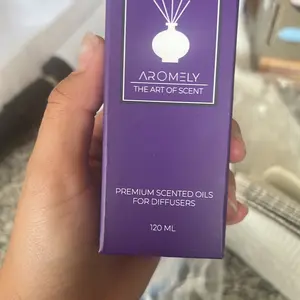 AROMELY
THE ART OF SCENT
PREMIUM SCENTED OILS
FOR DIFFUSERS
120 ML